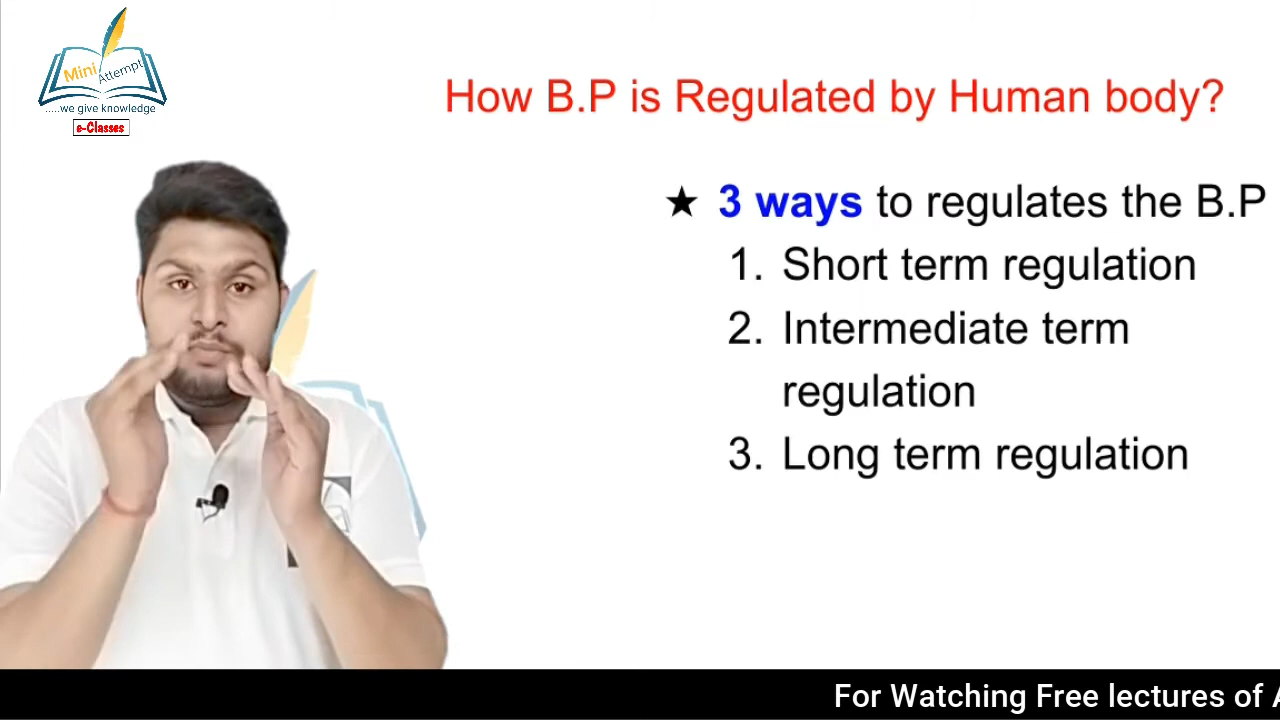 Mini Attempt
.....we give knowledge
e-Classes
How B.P is Regulated by Human body?
★ 3 ways to regulates the B.P
1. Short term regulation
2. Intermediate term
regulation
3. Long term regulation
For Watching Free lectures of